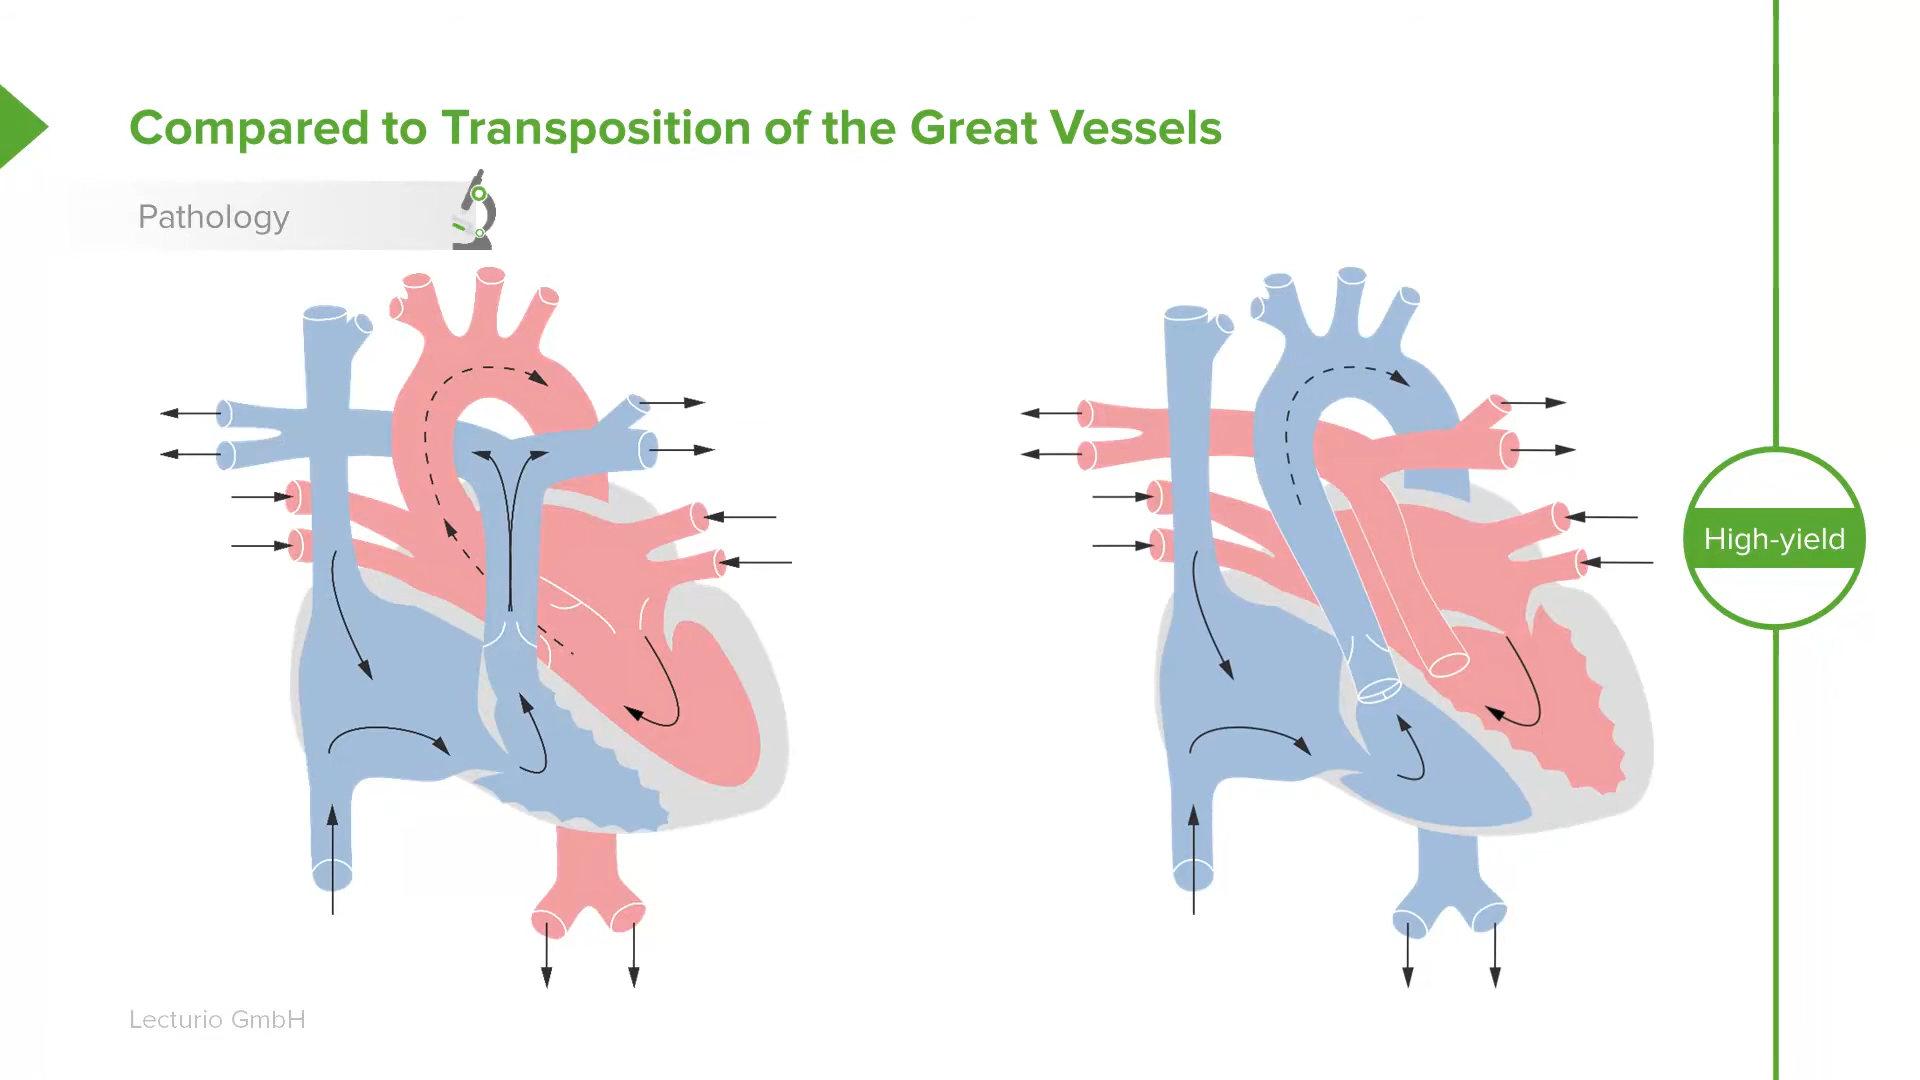 Compared to Transposition of the Great Vessels
Pathology
High-yield
Lecturio GmbH